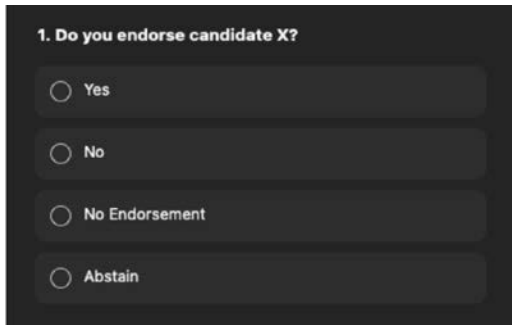 1. Do you endorse candidate X?
Yes
No
No Endorsement
Abstain